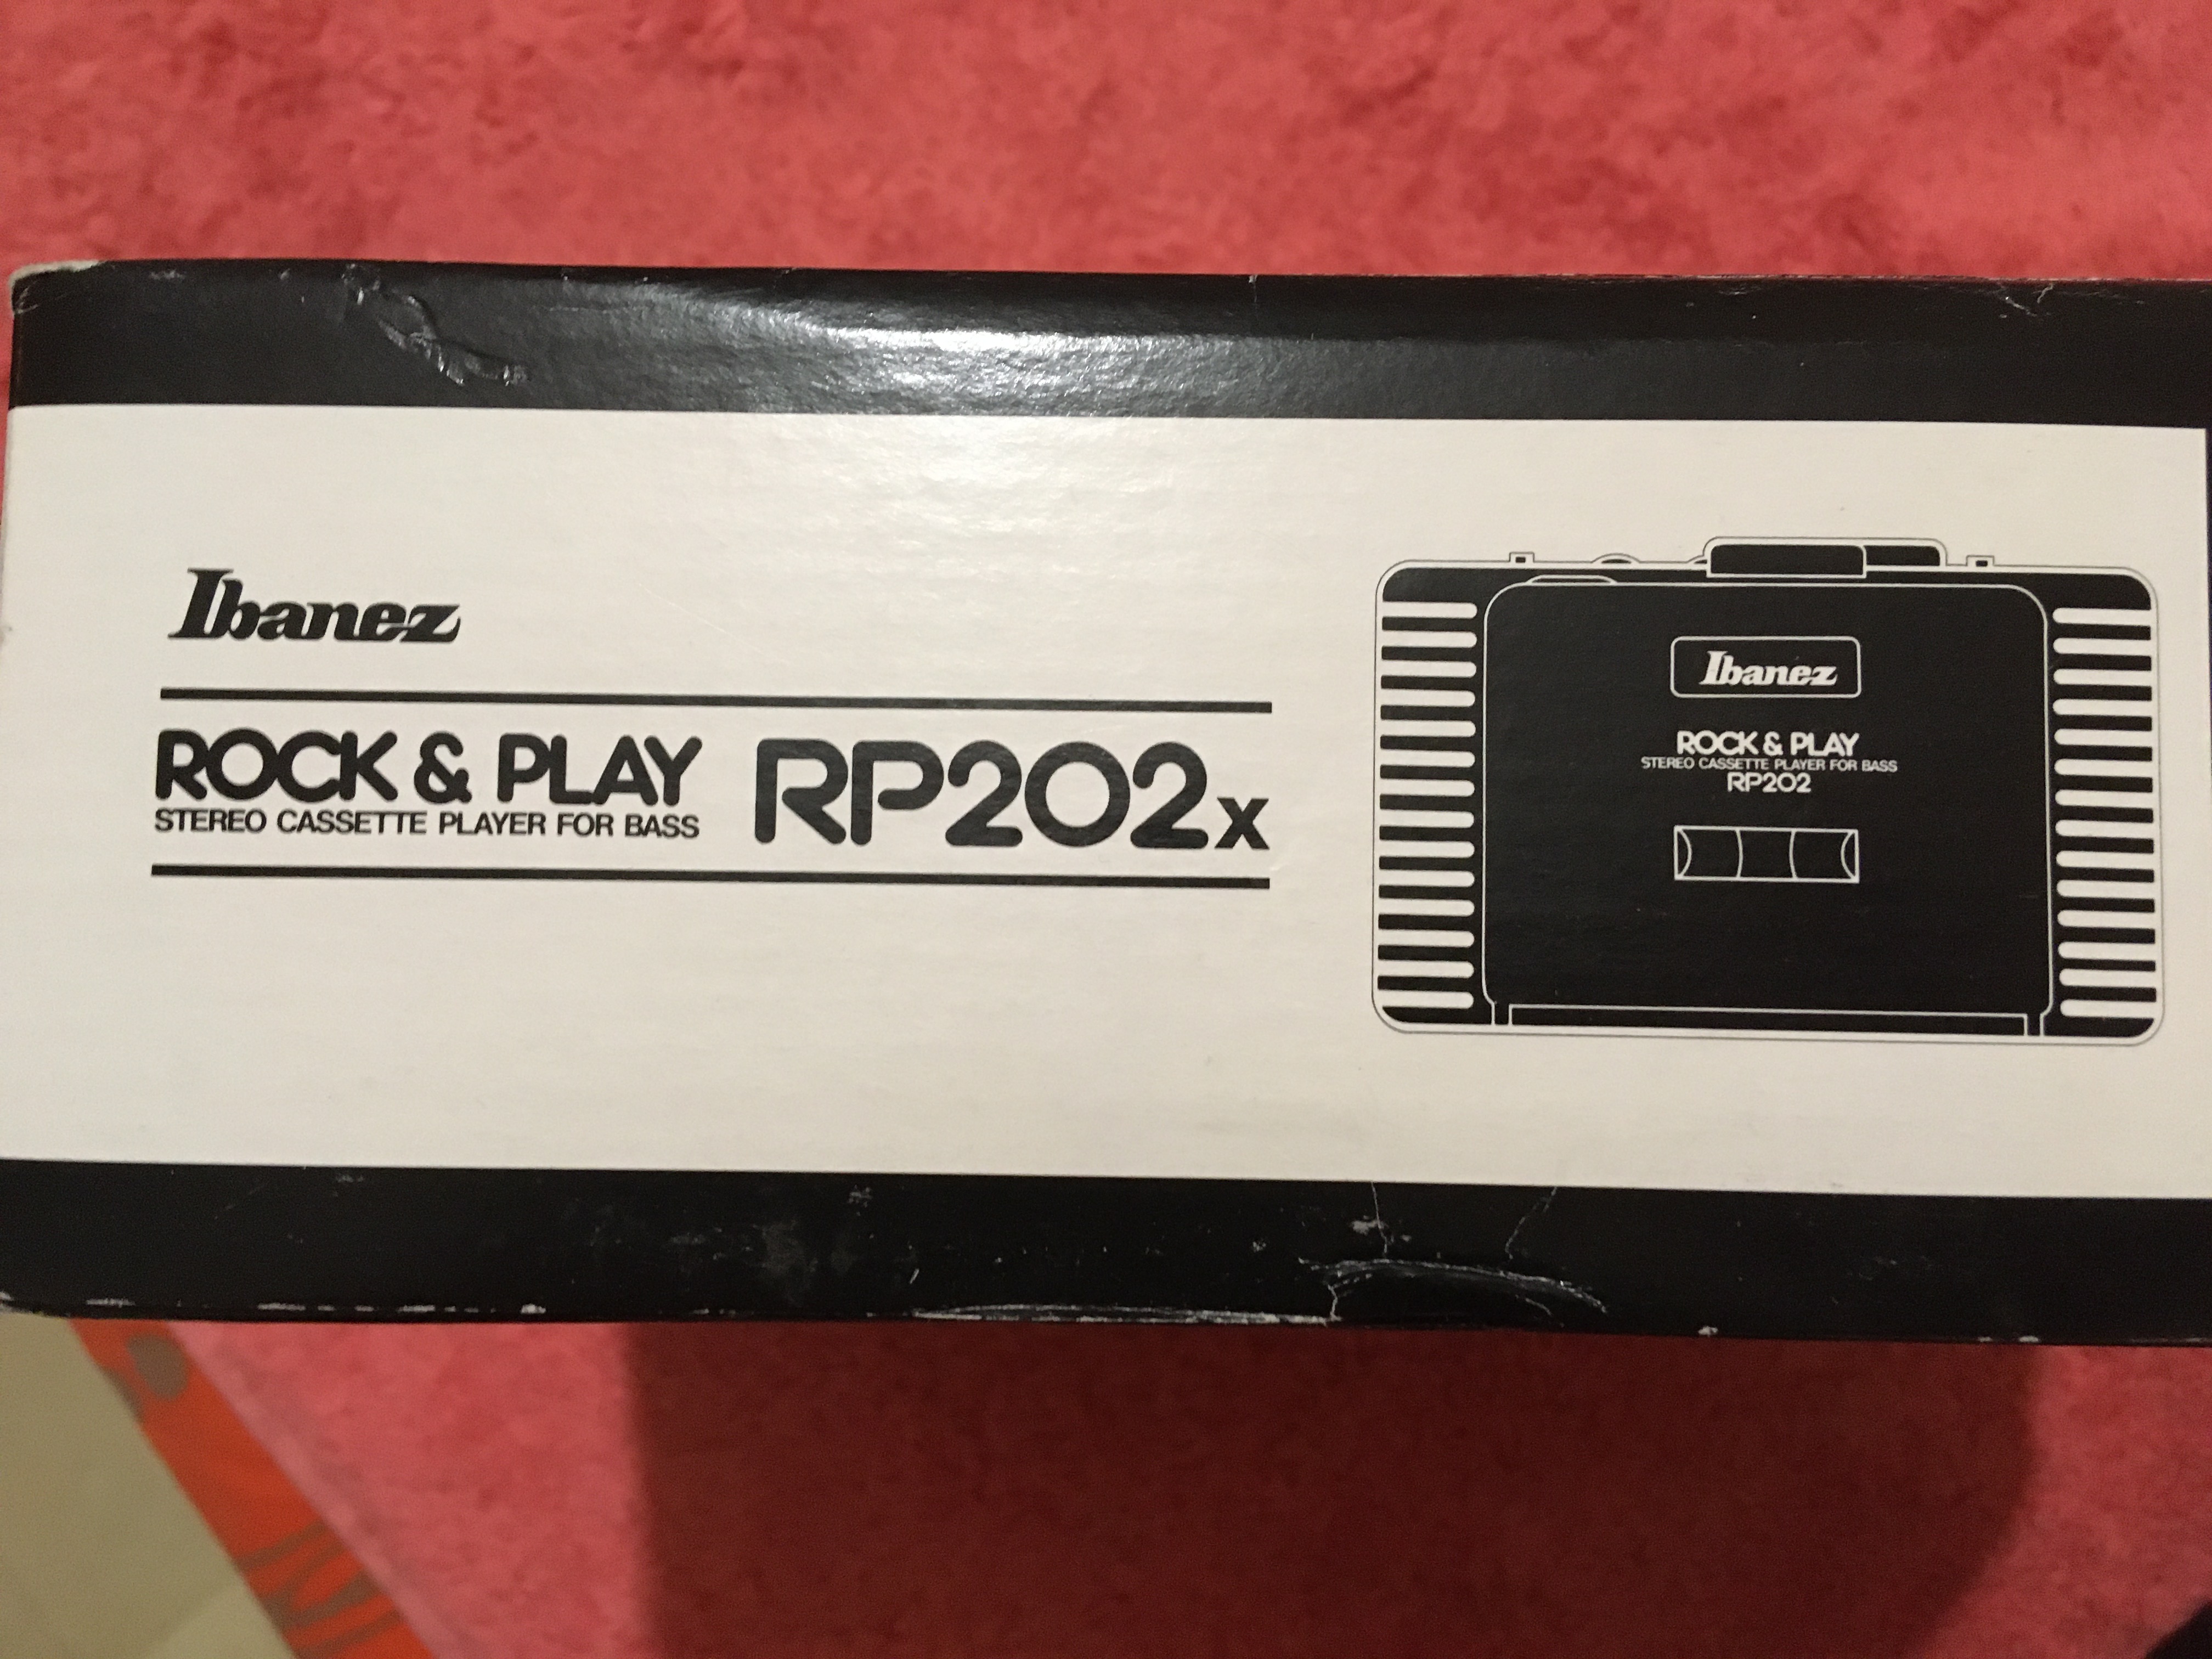 Ibanez
ROCK & PLAY RP202x
STEREO CASSETTE PLAYER FOR BASS
Ibanez
ROCK & PLAY
STEREO CASSETTE PLAYER FOR BASS
RP202